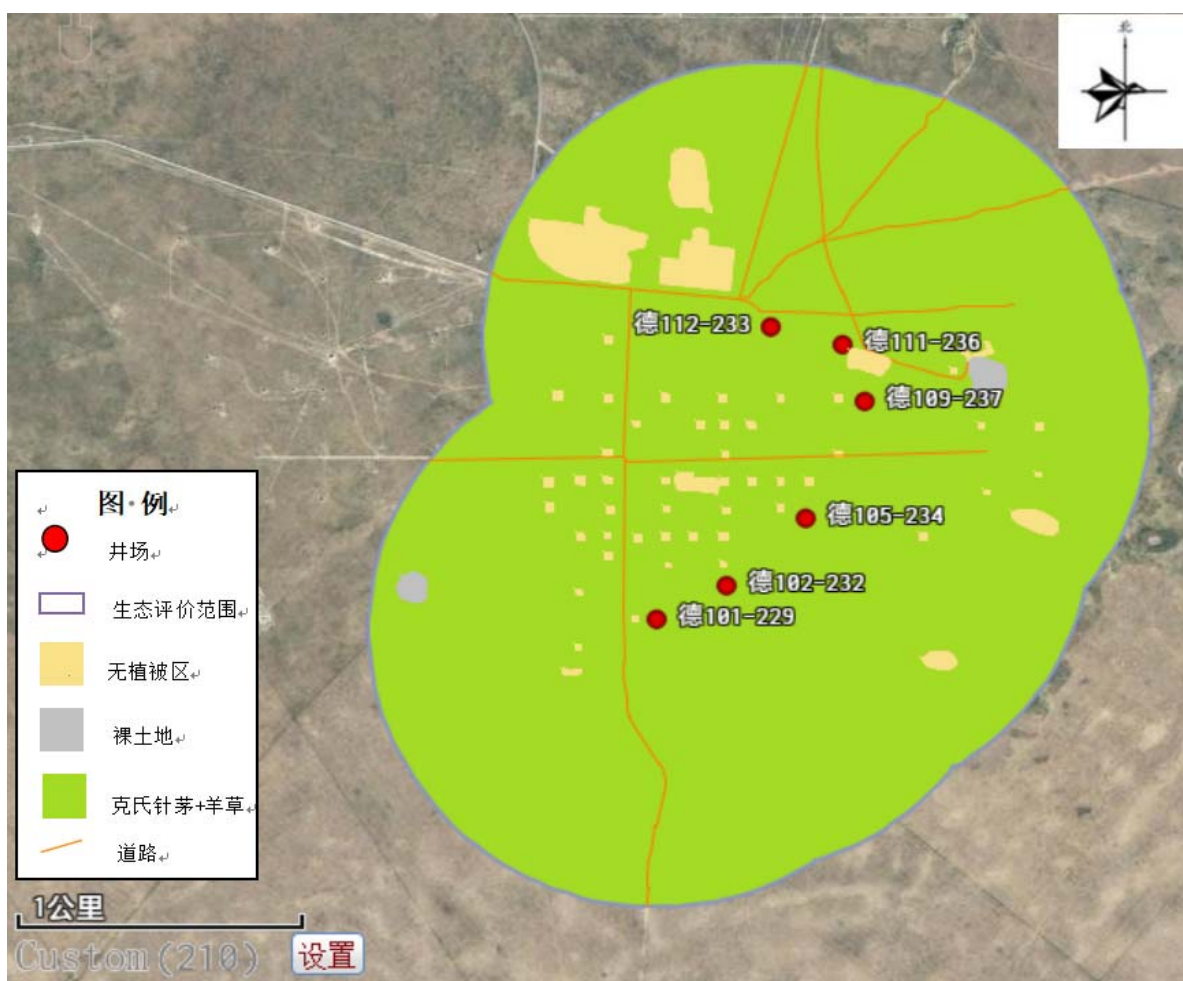 北
德112-233
德111-236
德109-237
德105-234
德102-232
德101-229
图·例
井场
生态评价范围
无植被区
裸土地
克氏针茅+羊草
道路
1公里
Custom(210)
设置